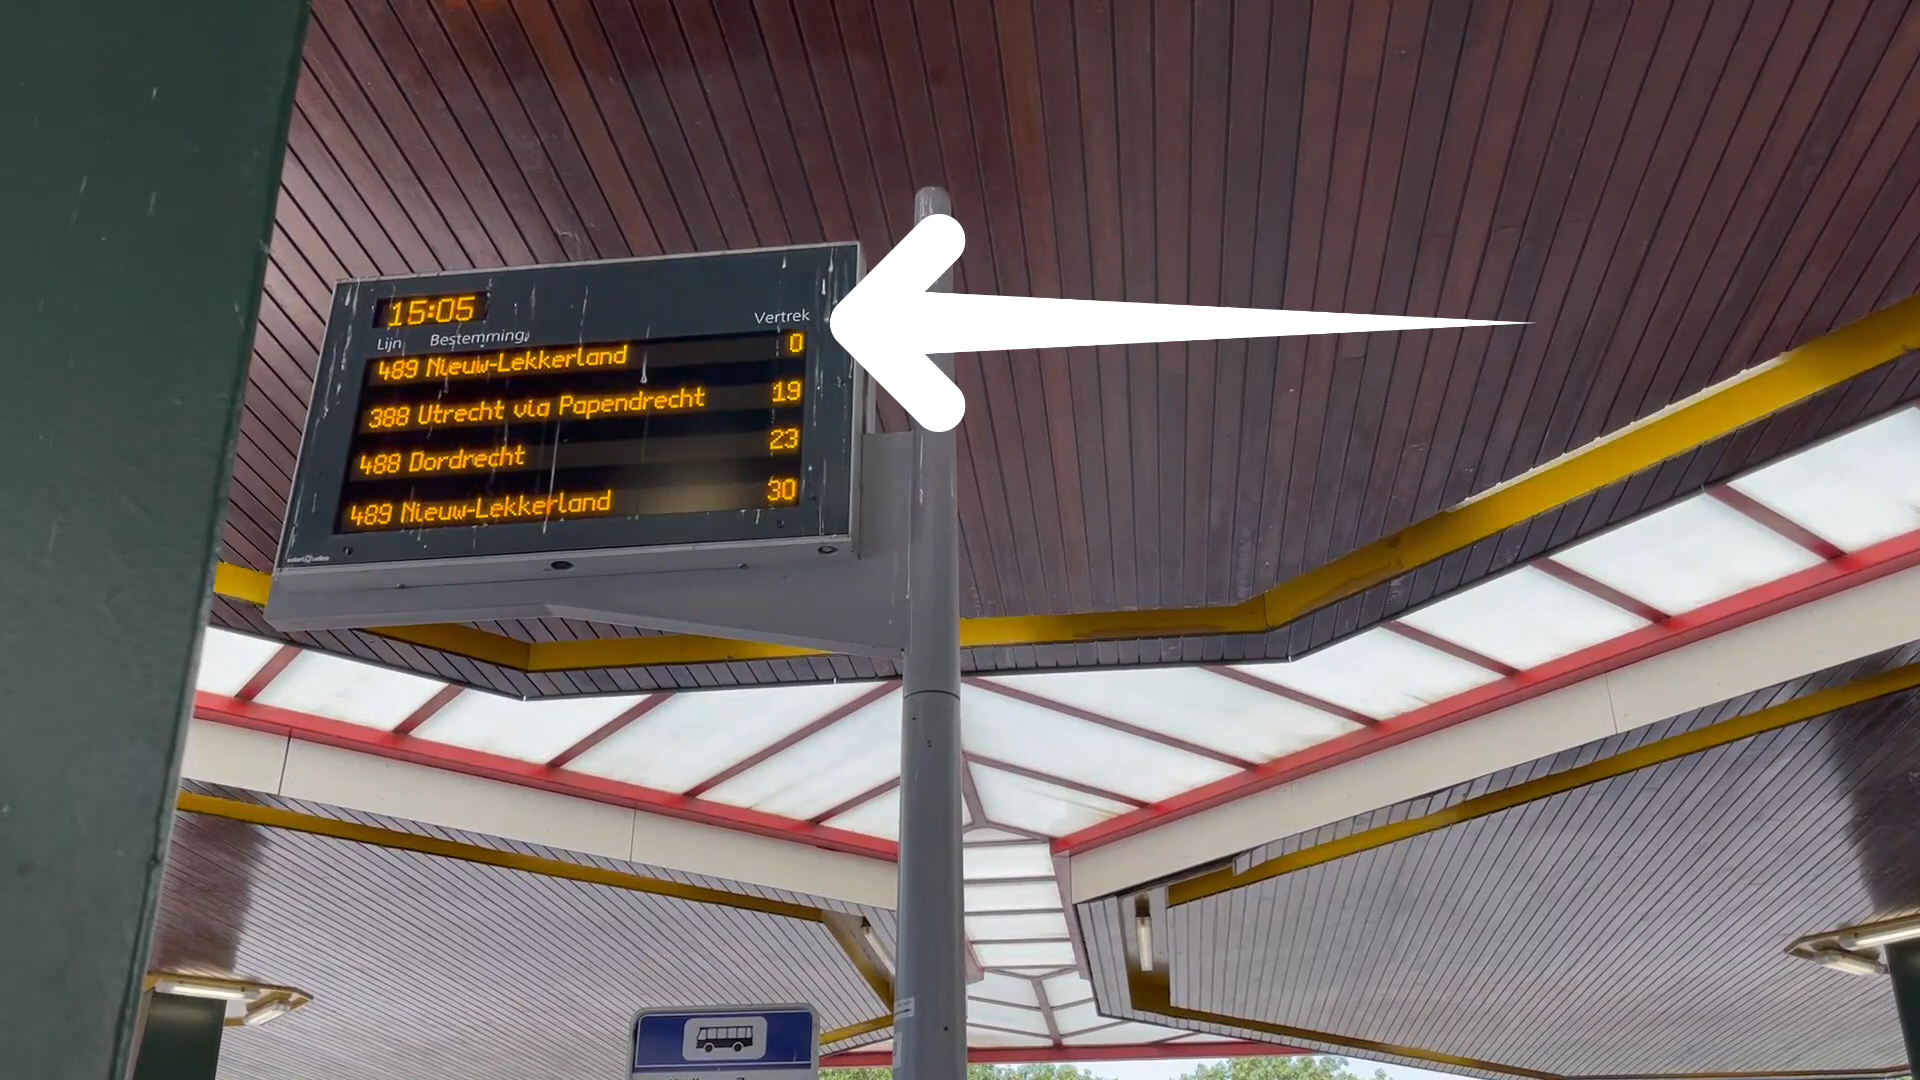 15:05
Lijn Bestemming Vertrek
489 Nieuw-Lekkerland 0
388 Utrecht via Papendrecht 19
488 Dordrecht 23
489 Nieuw-Lekkerland 30